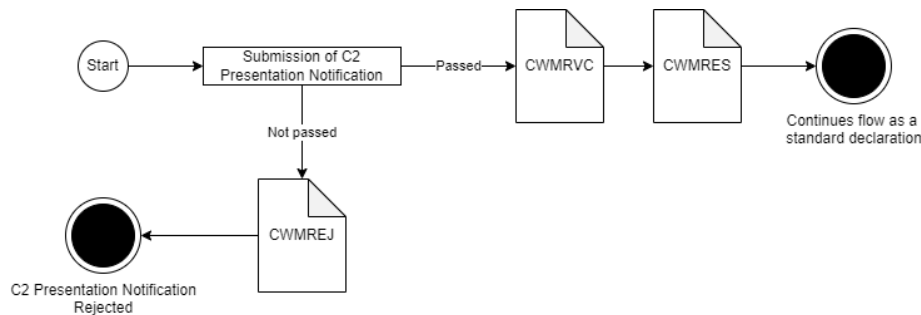 Start
Submission of C2
Presentation Notification
Passed
CWMRVC
CWMRES
Continues flow as a
standard declaration
Not passed
CWMREJ
C2 Presentation Notification
Rejected